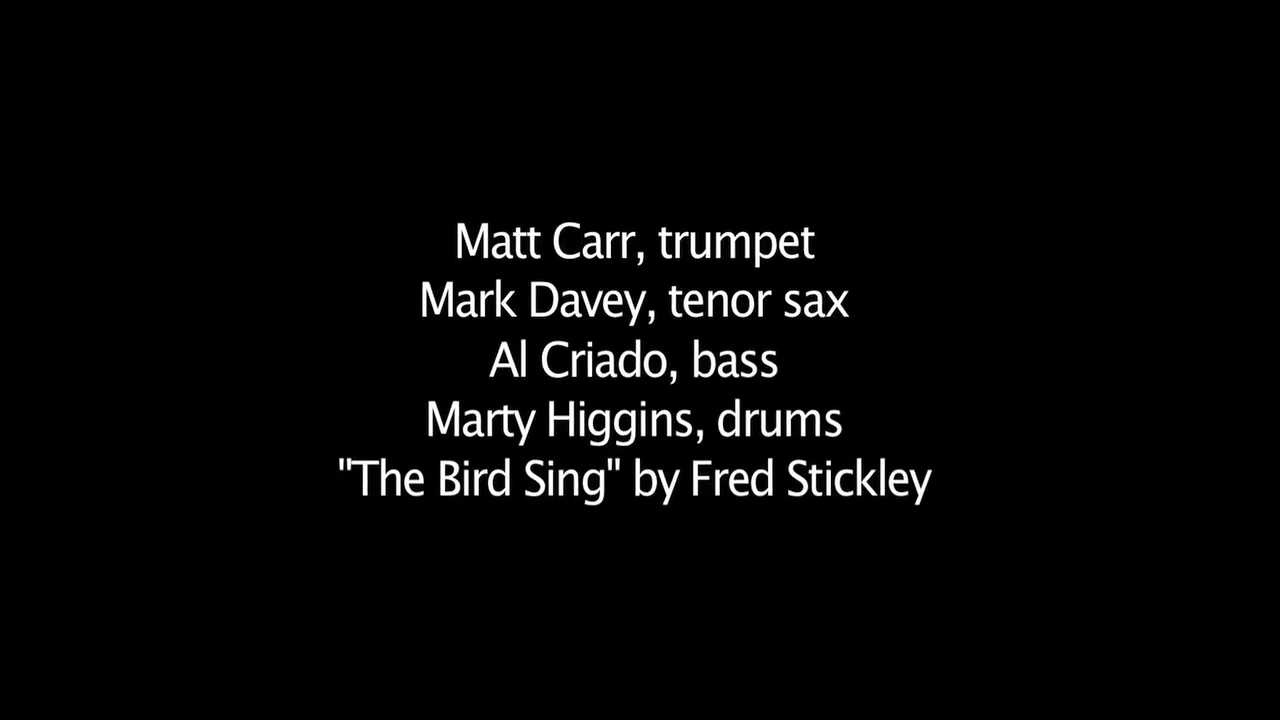 Matt Carr, trumpet
Mark Davey, tenor sax
Al Criado, bass
Marty Higgins, drums
"The Bird Sing" by Fred Stickley